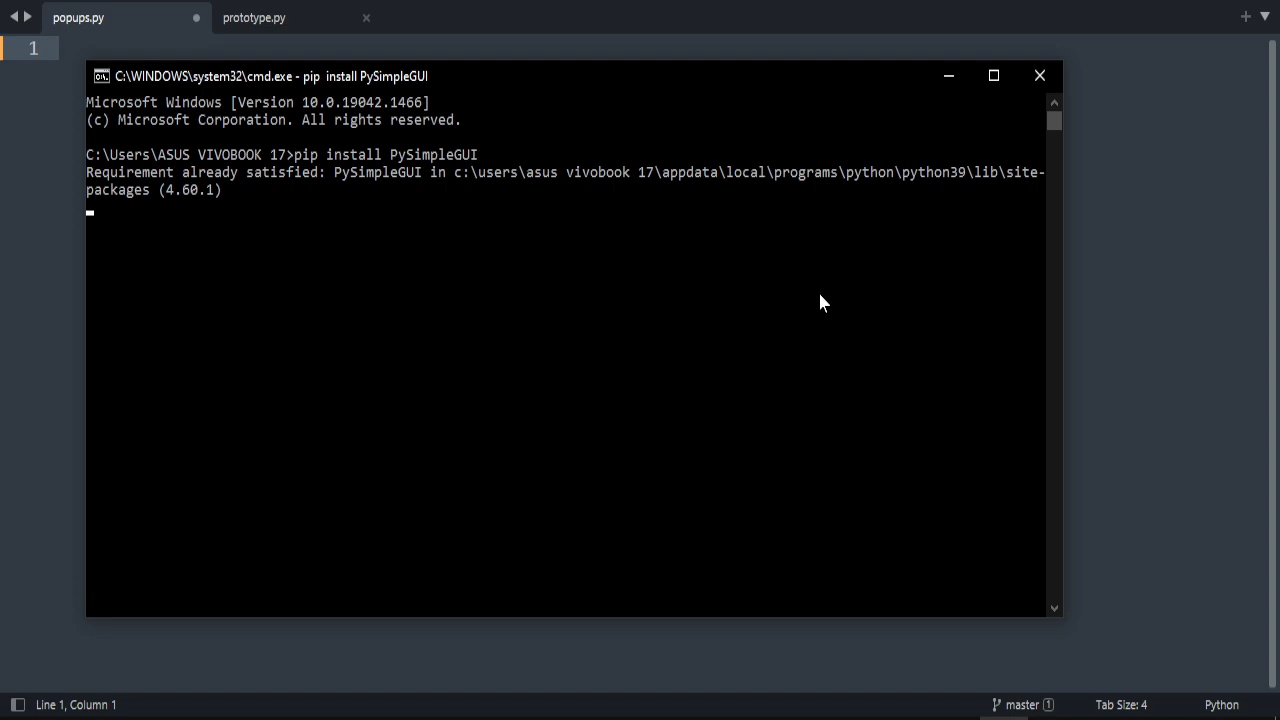 popups.py
prototype.py
1
C:\WINDOWS\system32\cmd.exe - pip  install PySimpleGUI
Microsoft Windows [Version 10.0.19042.1466]
(c) Microsoft Corporation. All rights reserved.
C:\Users\ASUS VIVOBOOK 17>pip install PySimpleGUI
Requirement already satisfied: PySimpleGUI in c:\users\asus vivobook 17\appdata\local\programs\python\python39\lib\site-
packages (4.60.1)
Line 1, Column 1
master 1
Tab Size: 4
Python